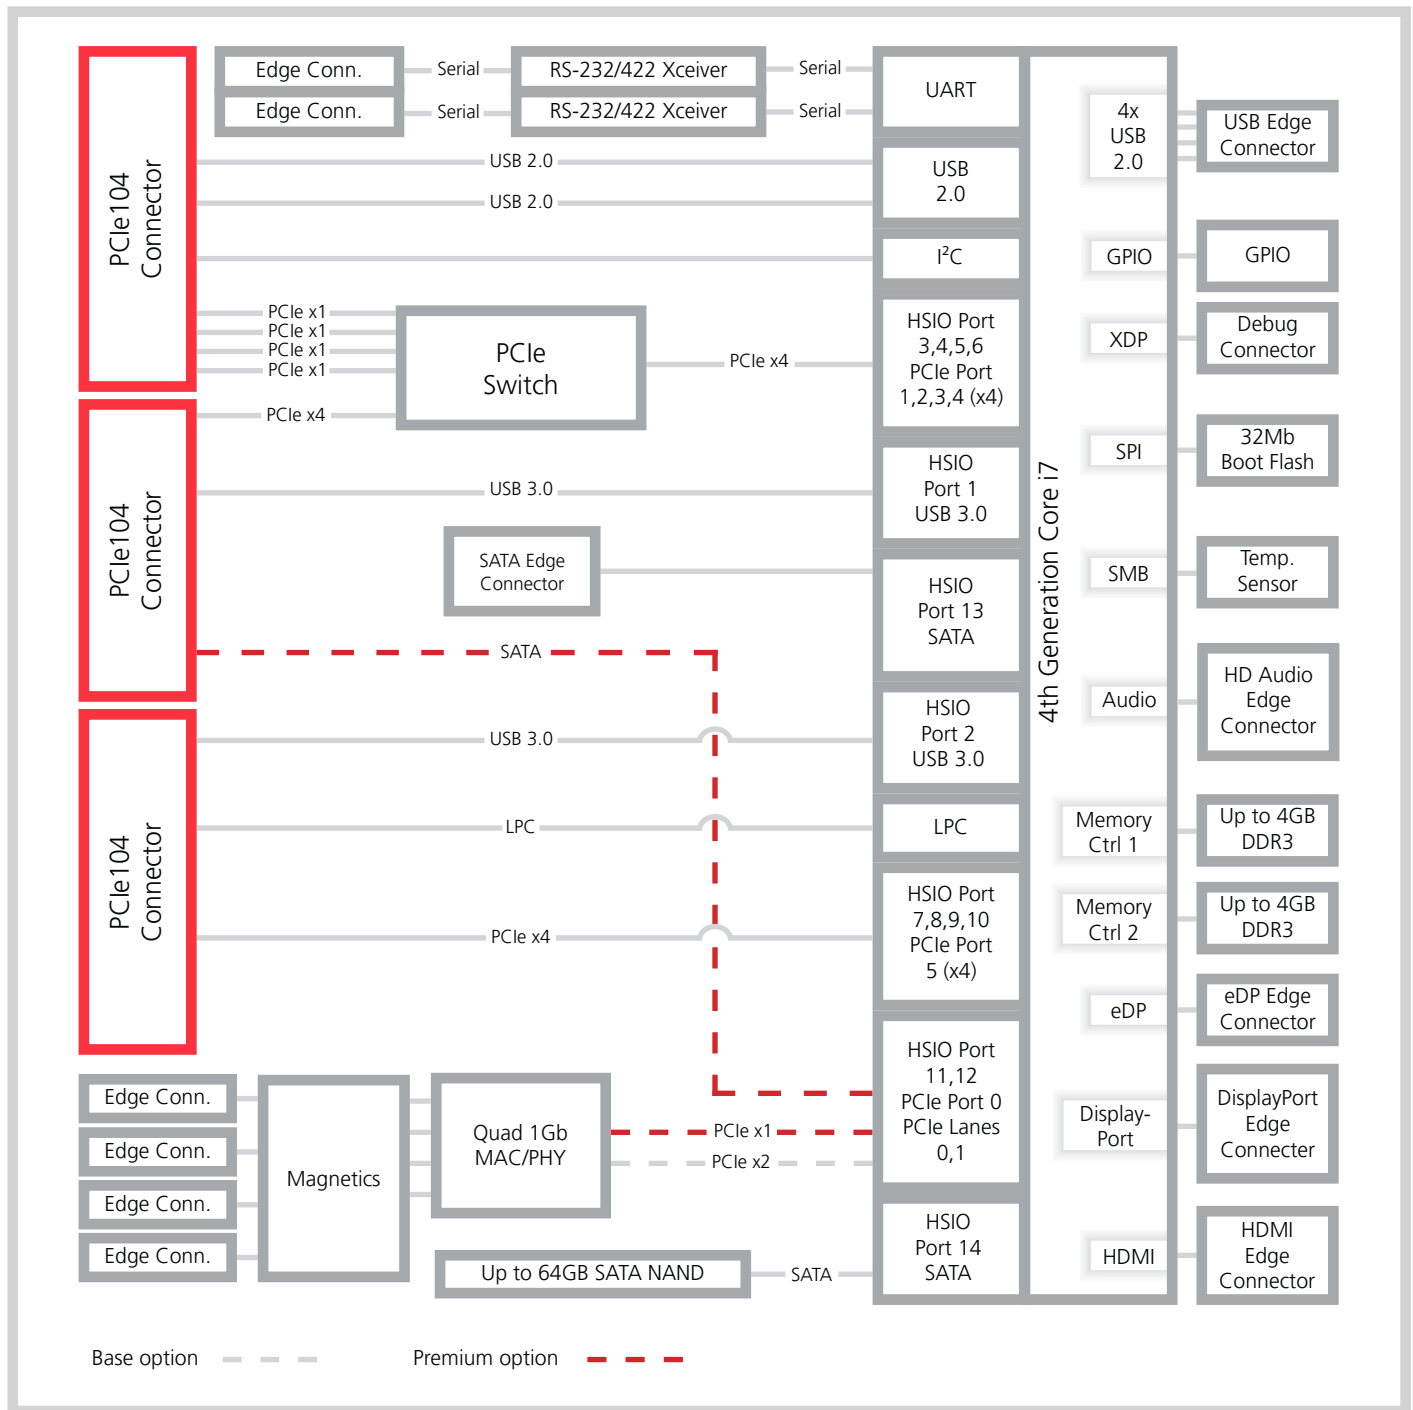 PCIe104
Connector
Edge Conn.
Serial
RS-232/422 Xceiver
Serial
Edge Conn.
Serial
RS-232/422 Xceiver
Serial
UART
USB 2.0
USB 2.0
USB
2.0
I²C
PCIe x1
PCIe x1
PCIe x1
PCIe x1
PCIe
Switch
PCIe x4
HSIO Port
3,4,5,6
PCIe Port
1,2,3,4 (x4)
PCIe104
Connector
PCIe x4
USB 3.0
HSIO
Port 1
USB 3.0
SATA Edge
Connector
HSIO
Port 13
SATA
SATA
PCIe104
Connector
USB 3.0
HSIO
Port 2
USB 3.0
LPC
LPC
PCIe x4
HSIO Port
7,8,9,10
PCIe Port
5 (x4)
Edge Conn.
Edge Conn.
Edge Conn.
Edge Conn.
Magnetics
Quad 1Gb
MAC/PHY
PCIe x1
PCIe x2
HSIO Port
11,12
PCIe Port 0
PCIe Lanes
0,1
Up to 64GB SATA NAND
SATA
HSIO
Port 14
SATA
4th Generation Core i7
4x
USB
2.0
USB Edge
Connector
GPIO
GPIO
XDP
Debug
Connector
SPI
32Mb
Boot Flash
SMB
Temp.
Sensor
Audio
HD Audio
Edge
Connector
Memory
Ctrl 1
Up to 4GB
DDR3
Memory
Ctrl 2
Up to 4GB
DDR3
eDP
eDP Edge
Connector
Display-
Port
DisplayPort
Edge
Connecter
HDMI
HDMI
Edge
Connector
Base option
Premium option